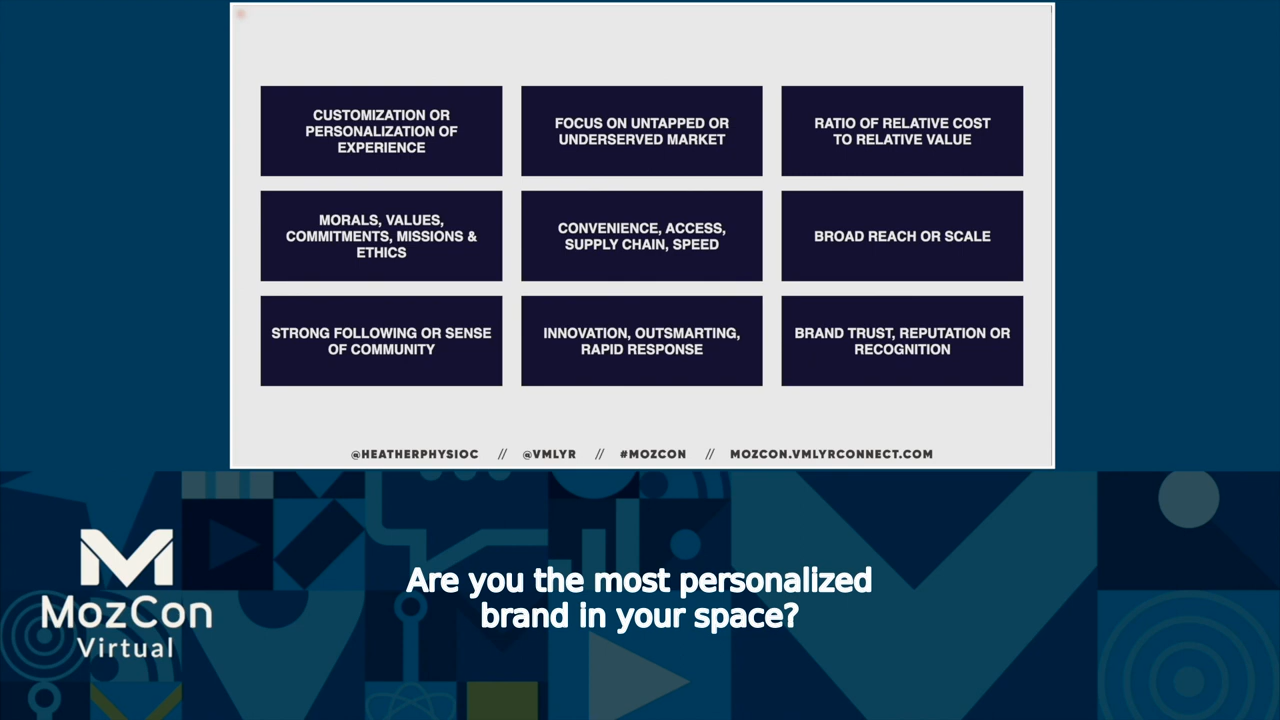 CUSTOMIZATION OR
PERSONALIZATION OF
EXPERIENCE
FOCUS ON UNTAPPED OR
UNDERSERVED MARKET
RATIO OF RELATIVE COST
TO RELATIVE VALUE
MORALS, VALUES,
COMMITMENTS, MISSIONS &
ETHICS
CONVENIENCE, ACCESS,
SUPPLY CHAIN, SPEED
BROAD REACH OR SCALE
STRONG FOLLOWING OR SENSE
OF COMMUNITY
INNOVATION, OUTSMARTING,
RAPID RESPONSE
BRAND TRUST, REPUTATION OR
RECOGNITION
@HEATHERPHYSIOC // @VMLYR // #MOZCON // MOZCON.VMLYRCONNECT.COM
MozCon
Virtual
Are you the most personalized
brand in your space?